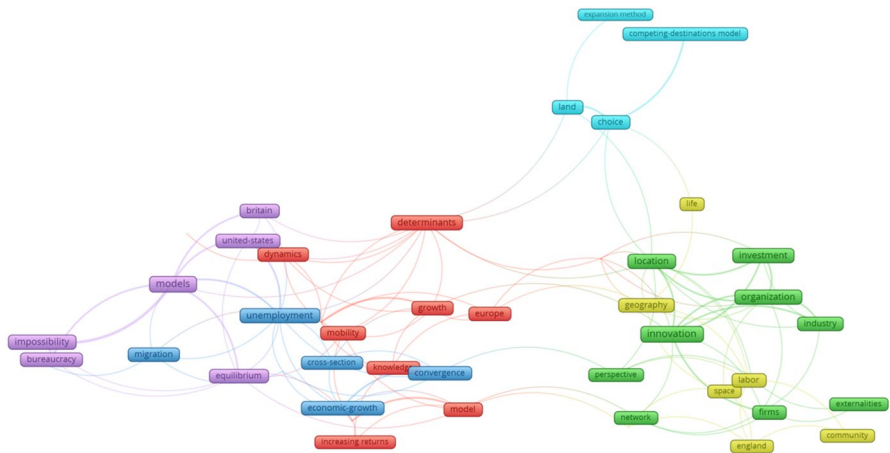 expansion method
competing-destinations model
land
choice
life
britain
determinants
united-states
dynamics
location
investment
models
organization
geography
growth
europe
unemployment
industry
mobility
innovation
impossibility
migration
bureaucracy
cross-section
knowledge
convergence
equilibrium
perspective
labor
space
economic-growth
model
externalities
firms
network
community
increasing returns
england